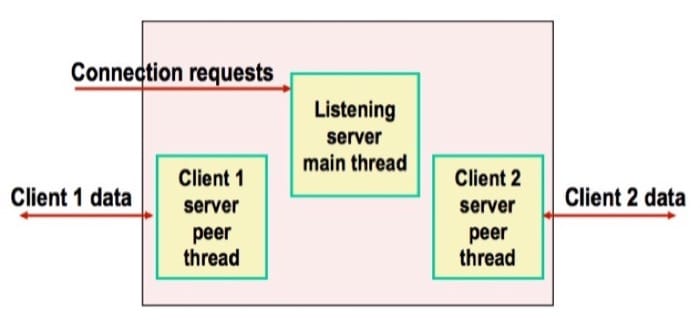 Connection requests
Listening
server
main thread
Client 1 data
Client 1
server
peer
thread
Client 2
server
peer
thread
Client 2 data